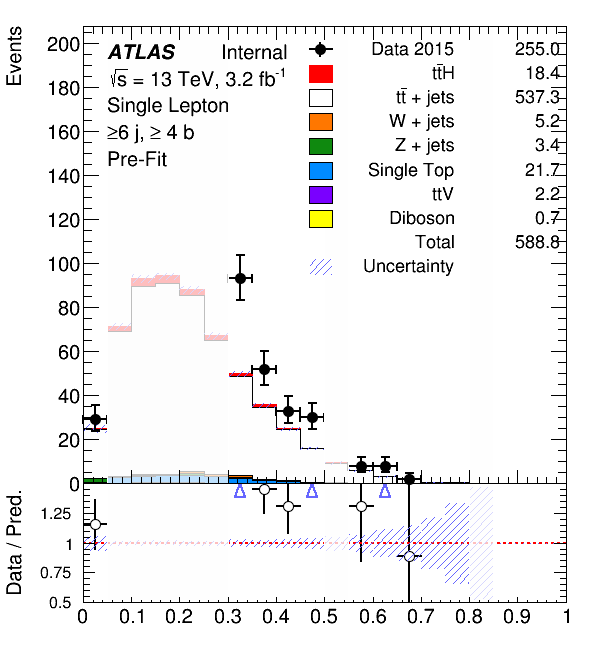 Events
200
180
160
140
120
100
80
60
40
20
0
ATLAS Internal
√s = 13 TeV, 3.2 fb⁻¹
Single Lepton
≥6 j, ≥ 4 b
Pre-Fit
Data 2015 255.0
tt̄H 18.4
tt̄ + jets 537.3
W + jets 5.2
Z + jets 3.4
Single Top 21.7
ttV 2.2
Diboson 0.7
Total 588.8
Uncertainty
Data / Pred.
1.25
1
0.75
0.5
0 0.1 0.2 0.3 0.4 0.5 0.6 0.7 0.8 0.9 1